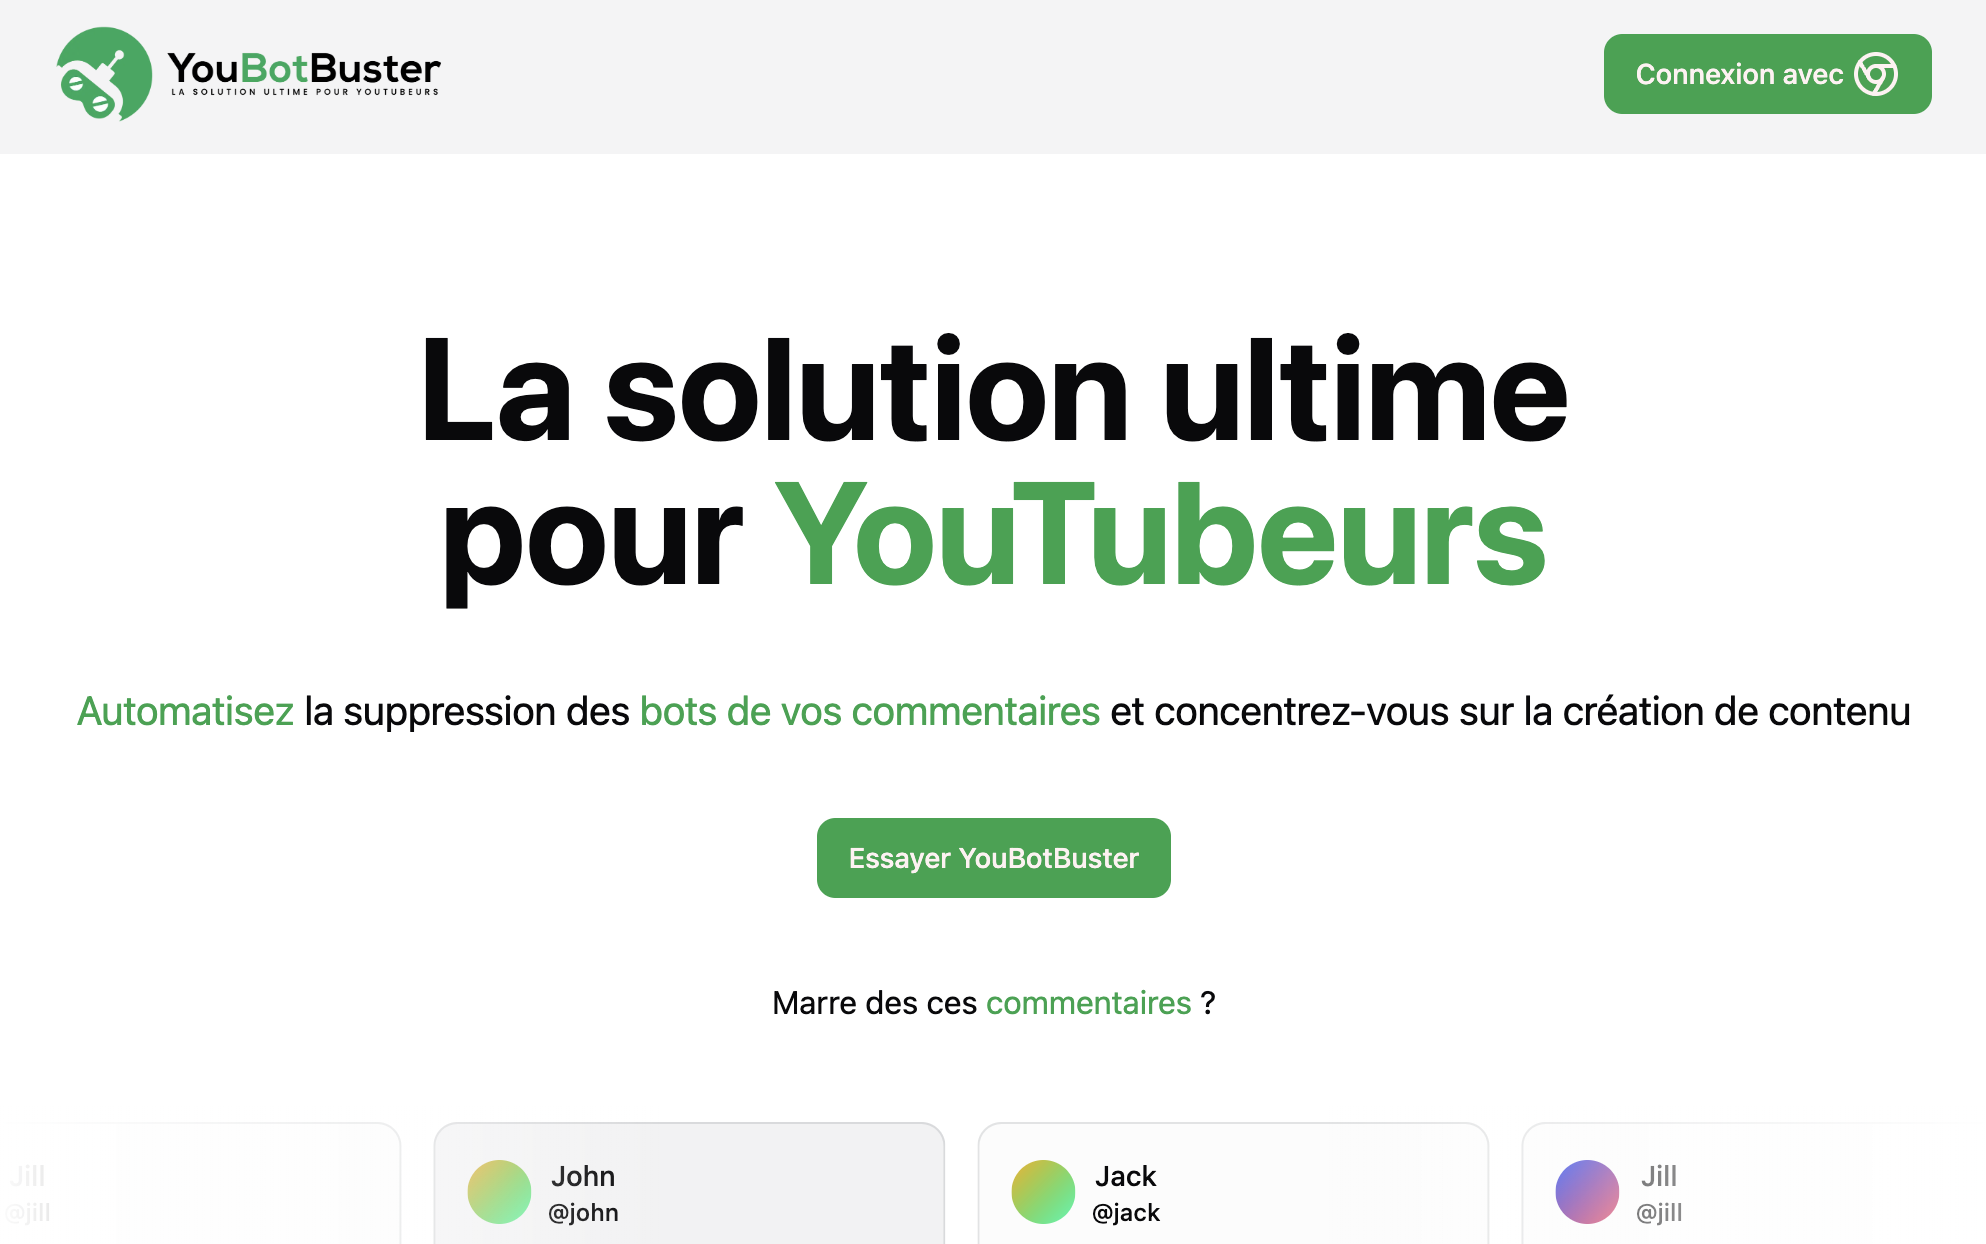 YouBotBuster
LA SOLUTION ULTIME POUR YOUTUBEURS
Connexion avec
La solution ultime
pour YouTubeurs
Automatisez la suppression des bots de vos commentaires et concentrez-vous sur la création de contenu
Essayer YouBotBuster
Marre des ces commentaires ?
Jill
@jill
John
@john
Jack
@jack
Jill
@jill